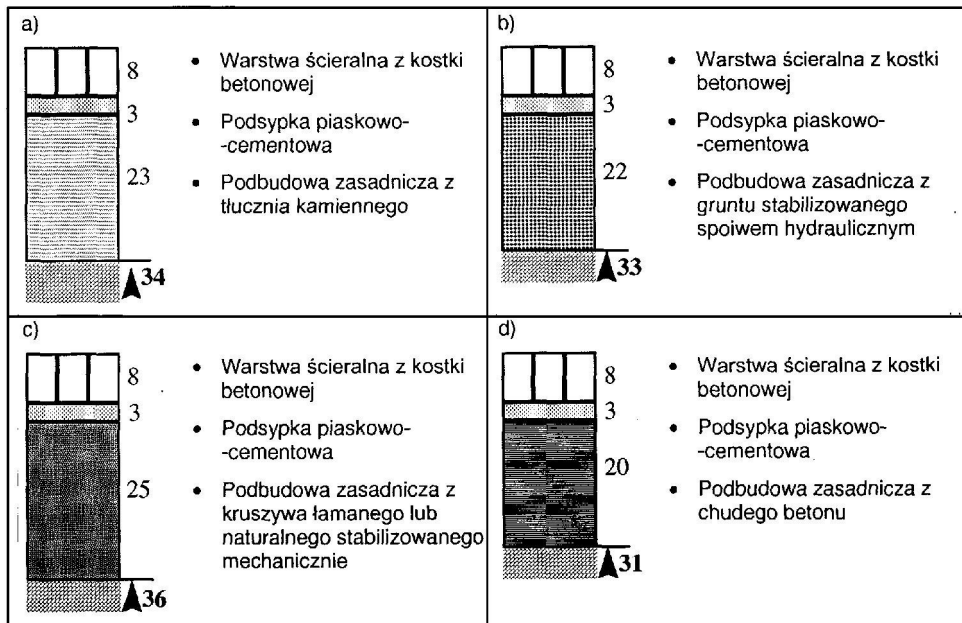 a)
8
3
23
34
• Warstwa ścieralna z kostki
betonowej
• Podsypka piaskowo-
-cementowa
• Podbudowa zasadnicza z
tłucznia kamiennego
b)
8
3
22
33
• Warstwa ścieralna z kostki
betonowej
• Podsypka piaskowo-
-cementowa
• Podbudowa zasadnicza z
gruntu stabilizowanego
spoiwem hydraulicznym
c)
8
3
25
36
• Warstwa ścieralna z kostki
betonowej
• Podsypka piaskowo-
-cementowa
• Podbudowa zasadnicza z
kruszywa łamanego lub
naturalnego stabilizowanego
mechanicznie
d)
8
3
20
31
• Warstwa ścieralna z kostki
betonowej
• Podsypka piaskowo-
-cementowa
• Podbudowa zasadnicza z
chudego betonu